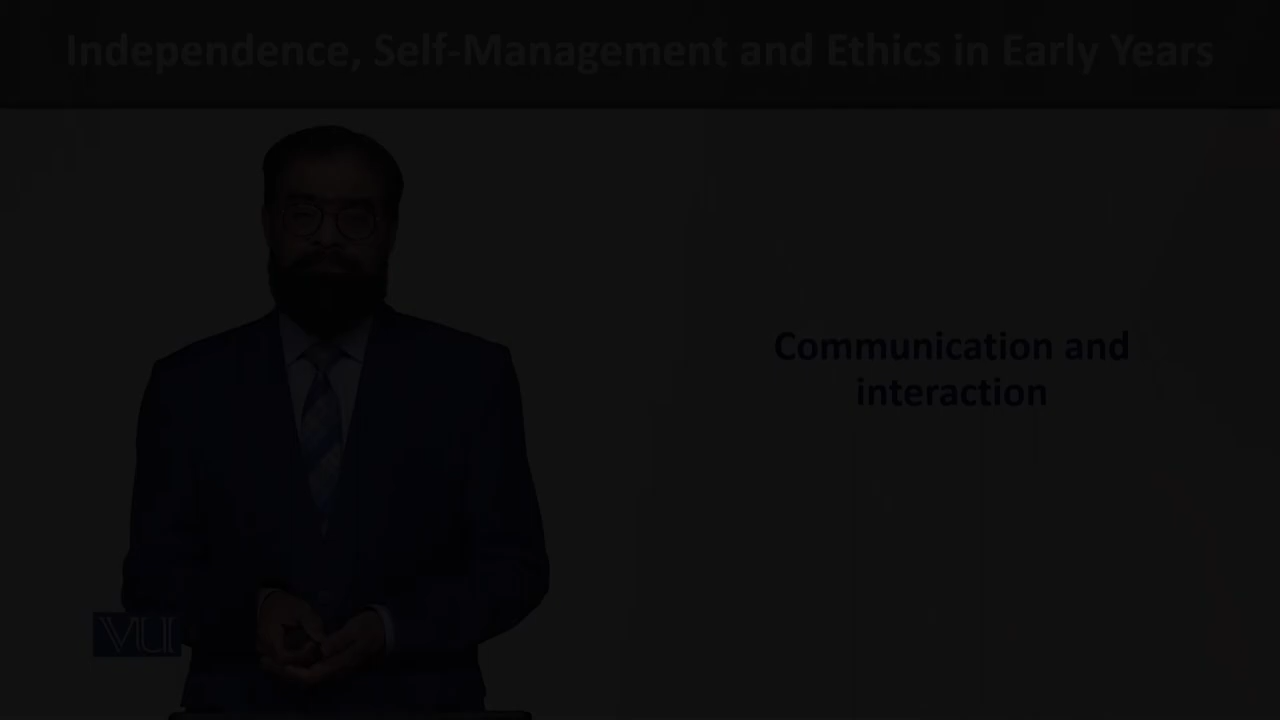 Independence, Self-Management and Ethics in Early Years
Communication and
interaction
VU